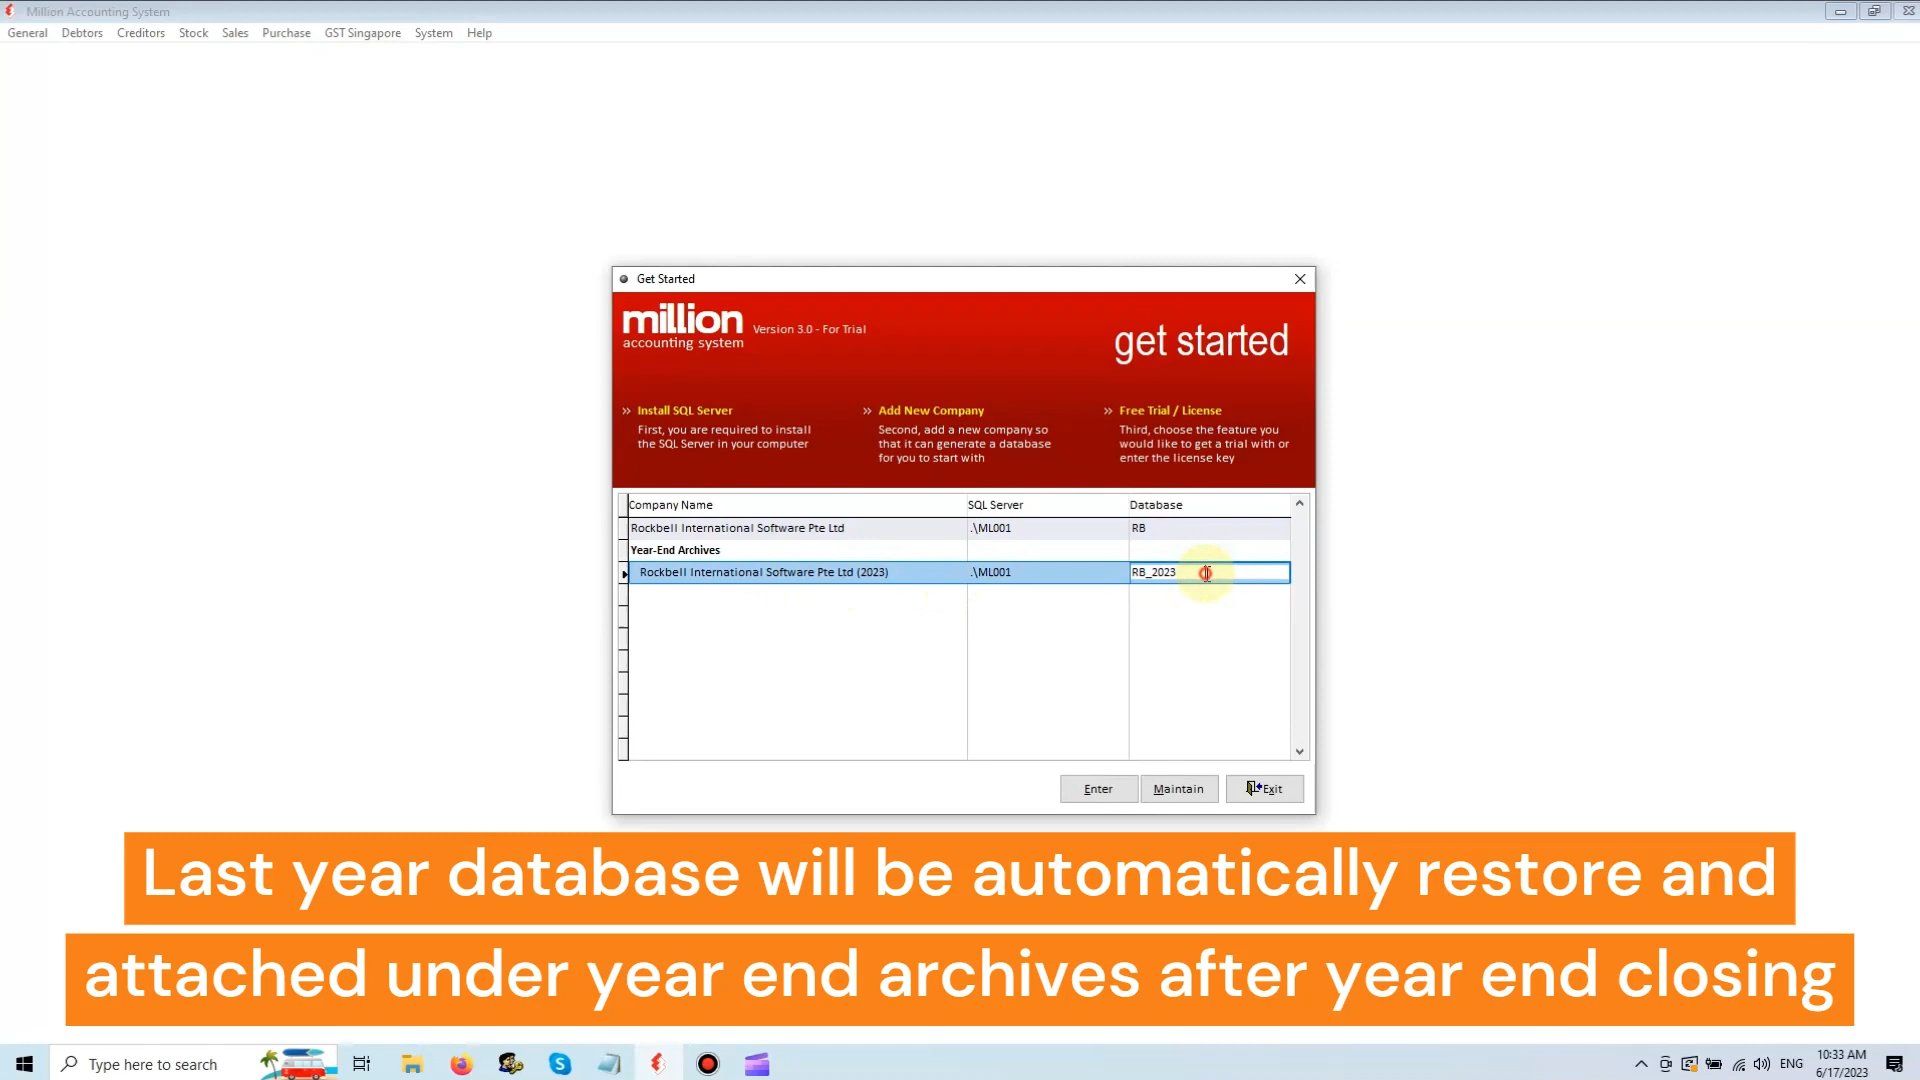 Million Accounting System
General Debtors Creditors Stock Sales Purchase GST Singapore System Help
Get Started
million
accounting system
Version 3.0 - For Trial
get started
>> Install SQL Server
First, you are required to install
the SQL Server in your computer
>> Add New Company
Second, add a new company so
that it can generate a database
for you to start with
>> Free Trial / License
Third, choose the feature you
would like to get a trial with or
enter the license key
Company Name SQL Server Database
Rockbell International Software Pte Ltd .\ML001 RB
Year-End Archives
Rockbell International Software Pte Ltd (2023) .\ML001 RB_2023
Enter Maintain Exit
Last year database will be automatically restore and
attached under year end archives after year end closing
Type here to search
ENG
10:33 AM
6/17/2023